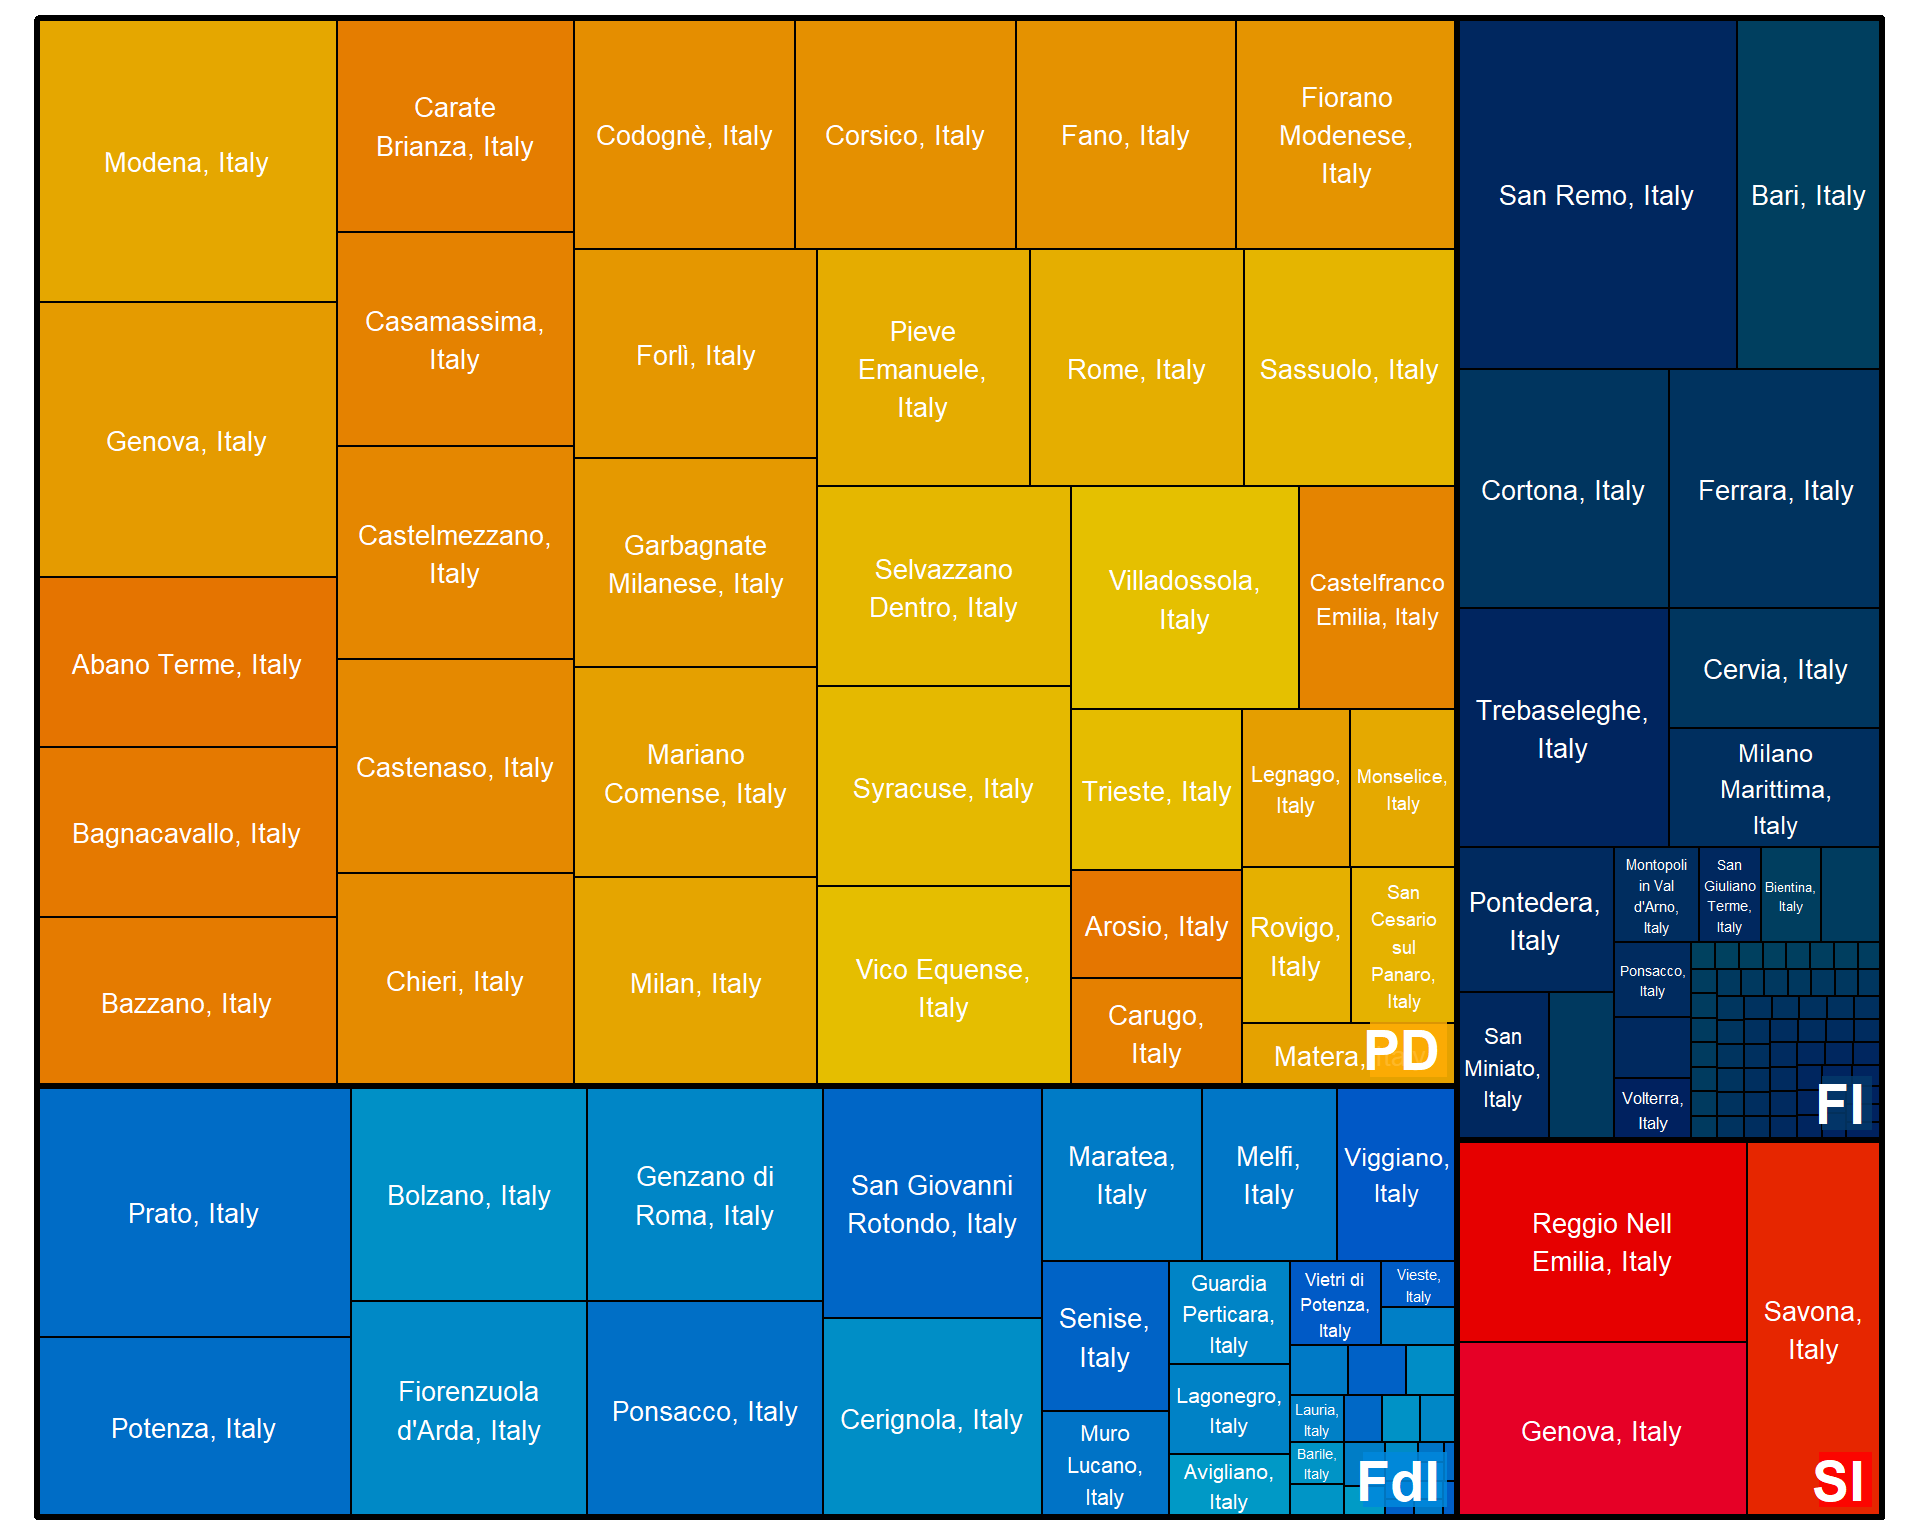 Modena, Italy
Genova, Italy
Abano Terme, Italy
Bagnacavallo, Italy
Bazzano, Italy
Carate
Brianza, Italy
Casamassima,
Italy
Castelmezzano,
Italy
Castenaso, Italy
Chieri, Italy
Codognè, Italy
Corsico, Italy
Fano, Italy
Fiorano
Modenese,
Italy
Forlì, Italy
Garbagnate
Milanese, Italy
Mariano
Comense, Italy
Milan, Italy
Pieve
Emanuele,
Italy
Rome, Italy
Sassuolo, Italy
Selvazzano
Dentro, Italy
Syracuse, Italy
Vico Equense,
Italy
Villadossola,
Italy
Castelfranco
Emilia, Italy
Trieste, Italy
Arosio, Italy
Carugo,
Italy
Legnago,
Italy
Monselice,
Italy
Rovigo,
Italy
San
Cesario
sul
Panaro,
Italy
Matera,
PD
San Remo, Italy
Bari, Italy
Cortona, Italy
Ferrara, Italy
Trebaseleghe,
Italy
Cervia, Italy
Milano
Marittima,
Italy
Pontedera,
Italy
San
Miniato,
Italy
Montopoli
in Val
d'Arno,
Italy
San
Giuliano
Terme,
Italy
Bientina,
Italy
Ponsacco,
Italy
Volterra,
Italy
FI
Prato, Italy
Potenza, Italy
Bolzano, Italy
Fiorenzuola
d'Arda, Italy
Genzano di
Roma, Italy
Ponsacco, Italy
San Giovanni
Rotondo, Italy
Cerignola, Italy
Maratea,
Italy
Melfi,
Italy
Viggiano,
Italy
Senise,
Italy
Muro
Lucano,
Italy
Guardia
Perticara,
Italy
Lagonegro,
Italy
Avigliano,
Italy
Vietri di
Potenza,
Italy
Vieste,
Italy
Lauria,
Italy
Barile,
Italy
FdI
Reggio Nell
Emilia, Italy
Genova, Italy
Savona,
Italy
SI